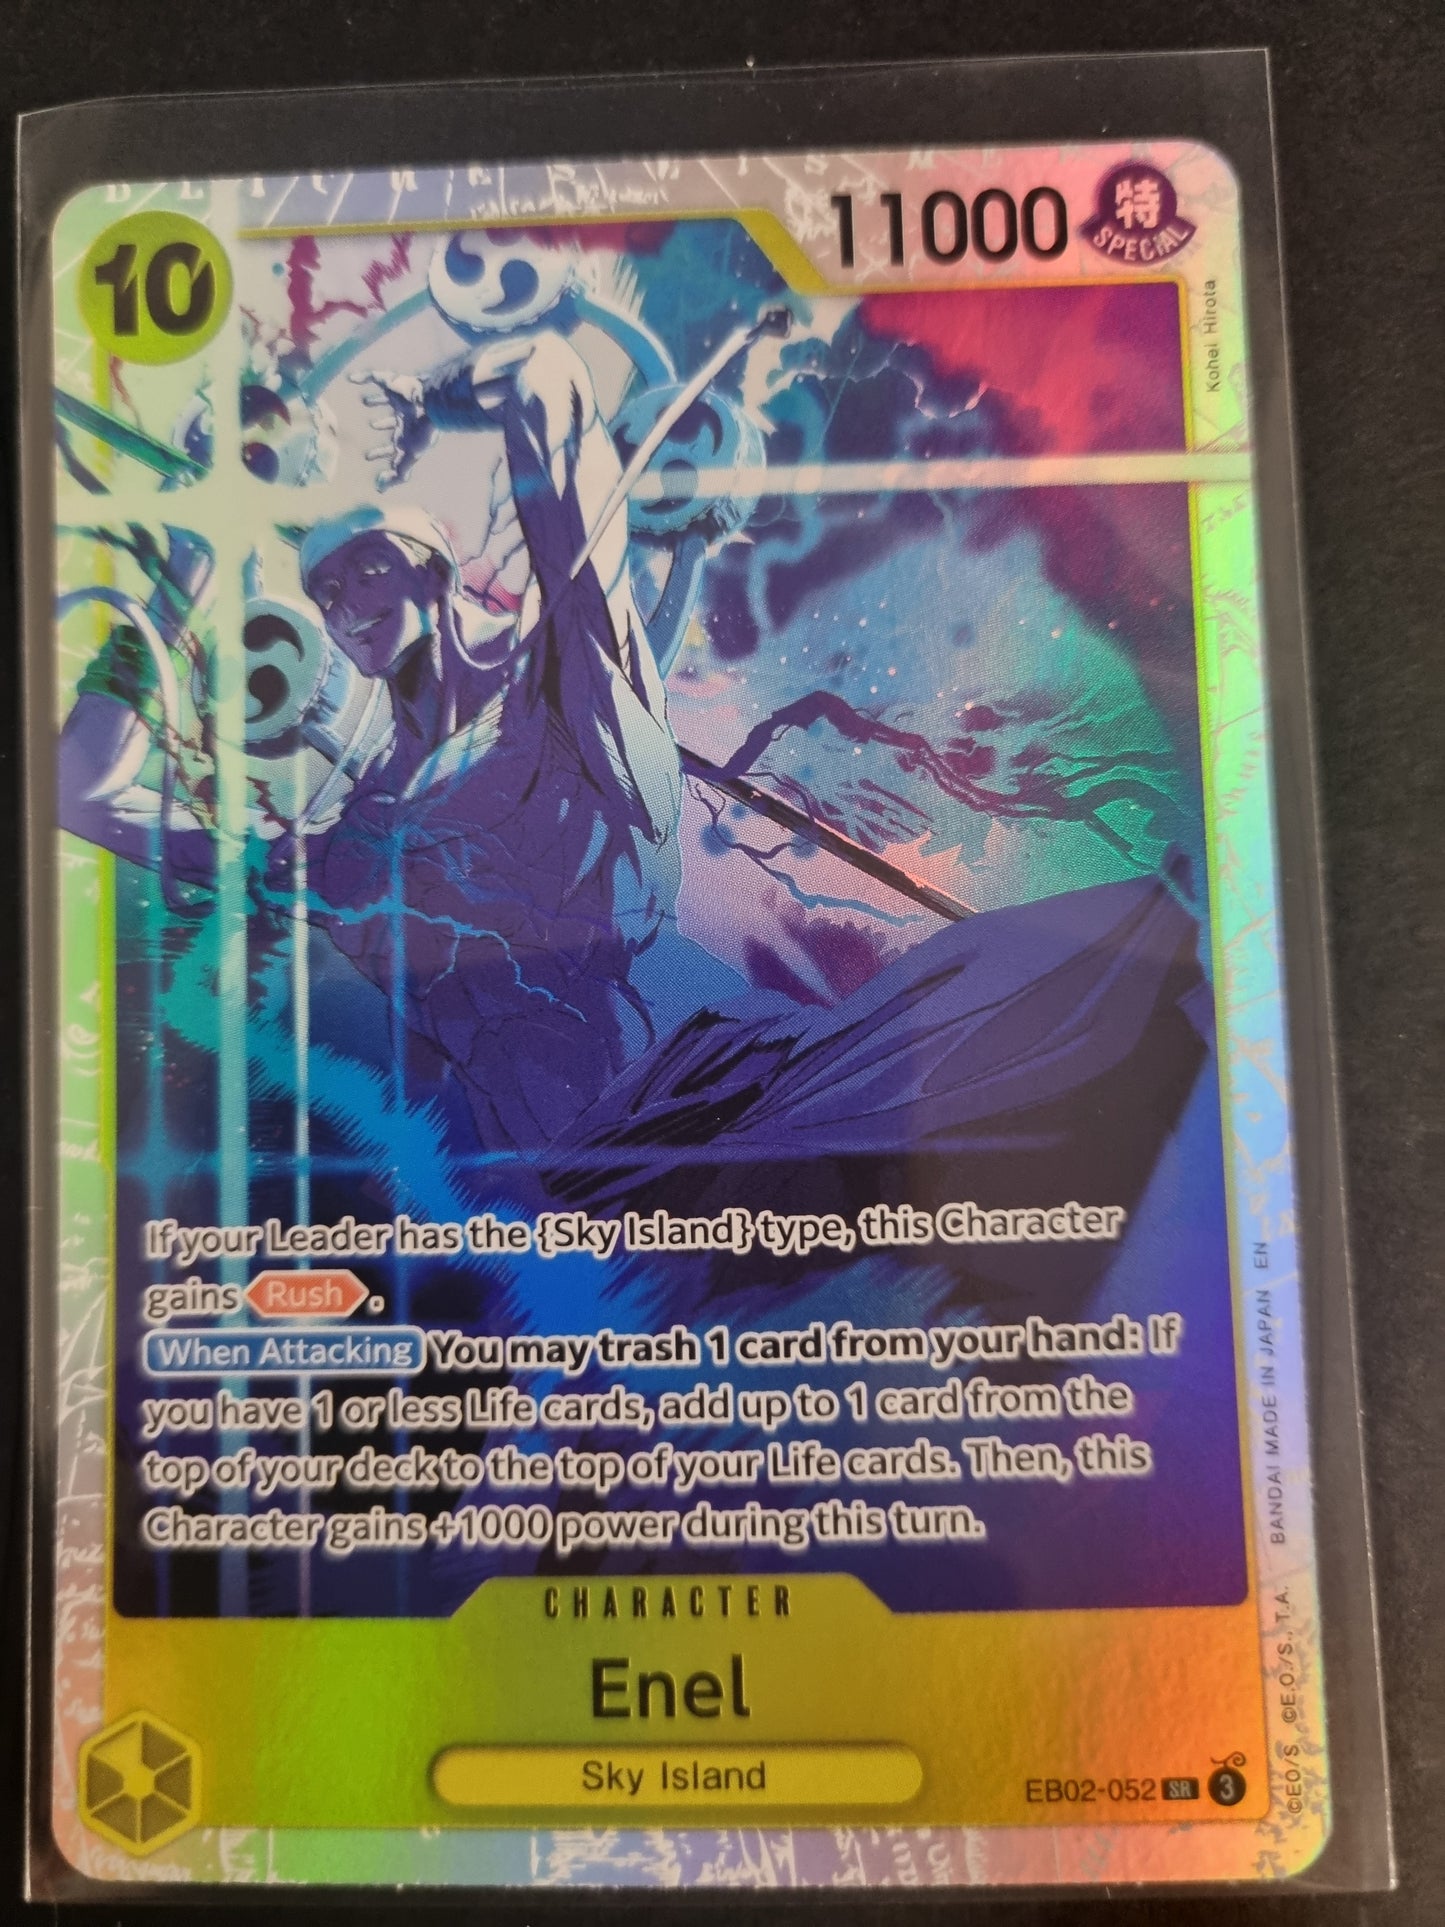 10
11000
特
SPECIAL
Kohei Hirota
If your Leader has the {Sky Island} type, this Character
gains Rush.
When Attacking You may trash 1 card from your hand: If
you have 1 or less Life cards, add up to 1 card from the
top of your deck to the top of your Life cards. Then, this
Character gains +1000 power during this turn.
CHARACTER
Enel
Sky Island
EB02-052 SR 3
©EO/S ©E.O./S., T.A. BANDAI MADE IN JAPAN EN